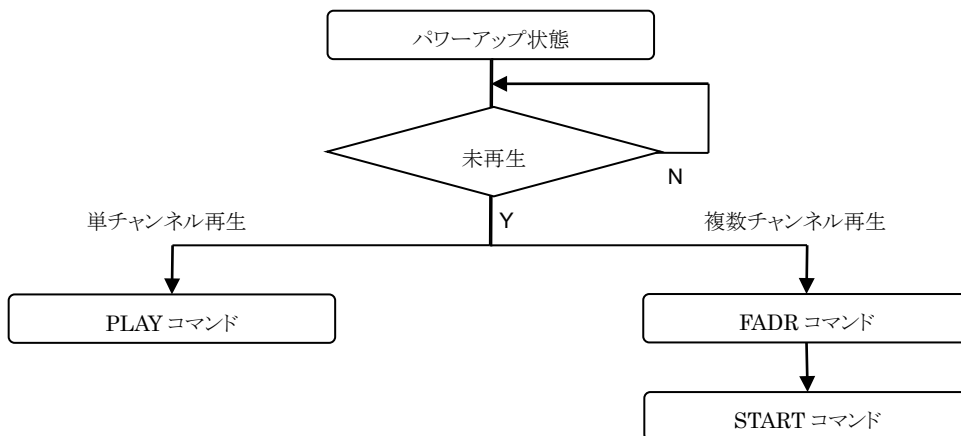 パワーアップ状態
未再生
N
Y
単チャンネル再生
複数チャンネル再生
PLAY コマンド
FADR コマンド
START コマンド